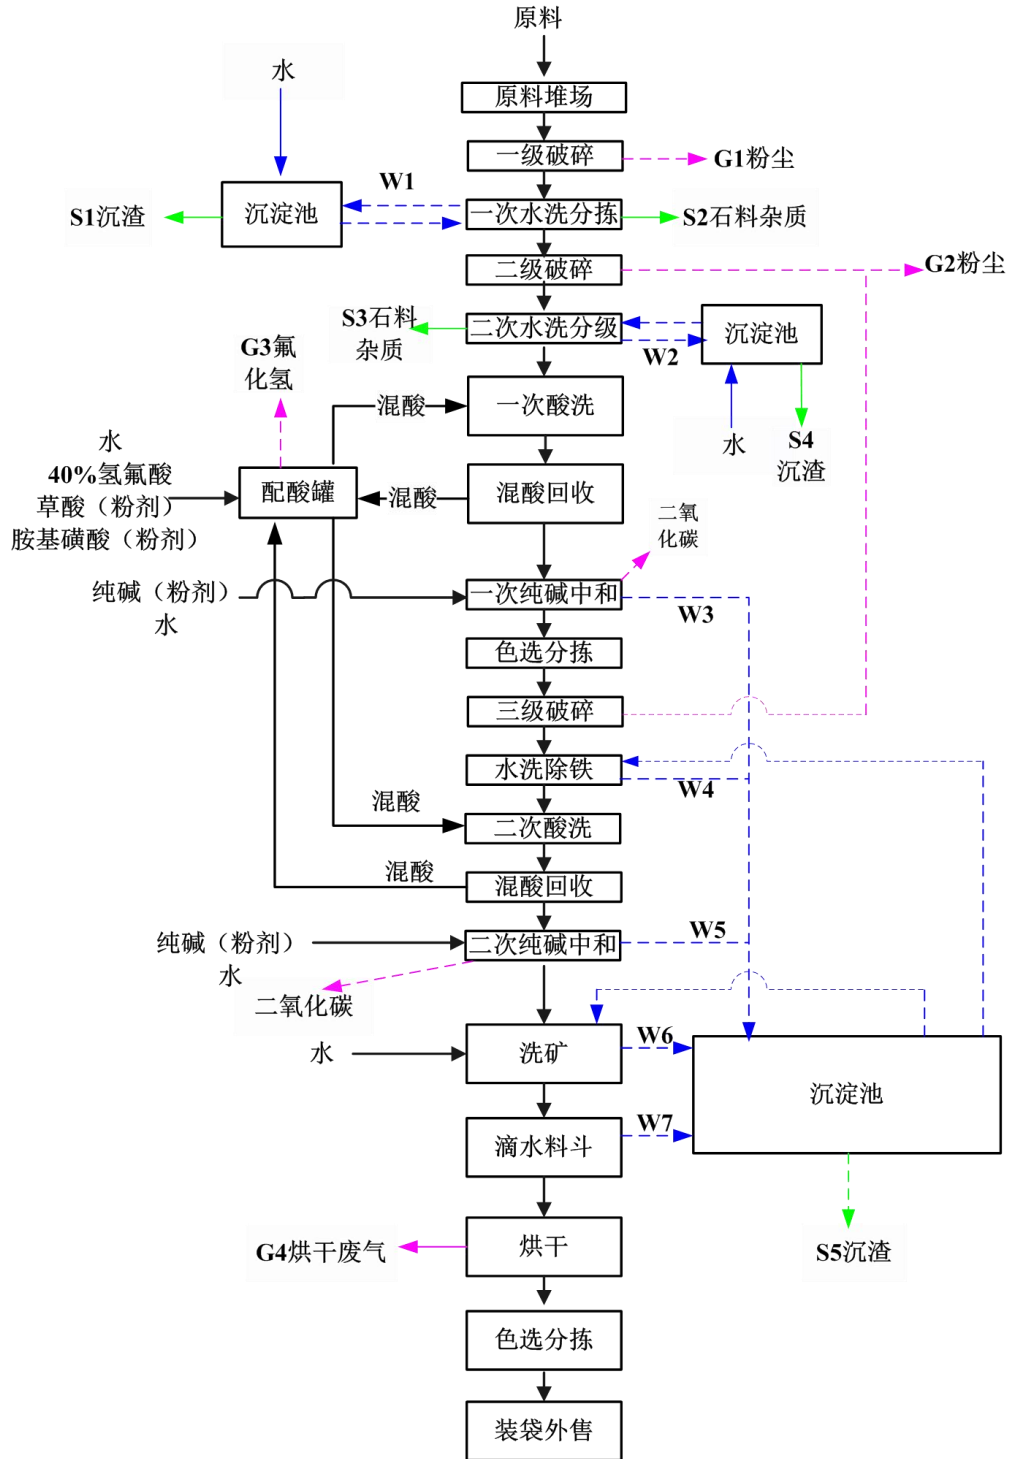 原料
水
原料堆场
一级破碎
G1粉尘
W1
S1沉渣
沉淀池
一次水洗分拣
S2石料杂质
二级破碎
G2粉尘
S3石料
杂质
二次水洗分级
沉淀池
W2
G3氟
化氢
混酸
一次酸洗
水
S4
沉渣
水
40%氢氟酸
草酸（粉剂）
胺基磺酸（粉剂）
配酸罐
混酸
混酸回收
二氧
化碳
纯碱（粉剂）
水
一次纯碱中和
W3
色选分拣
三级破碎
水洗除铁
W4
混酸
二次酸洗
混酸
混酸回收
纯碱（粉剂）
水
二次纯碱中和
W5
二氧化碳
水
洗矿
W6
沉淀池
滴水料斗
W7
G4烘干废气
烘干
S5沉渣
色选分拣
装袋外售